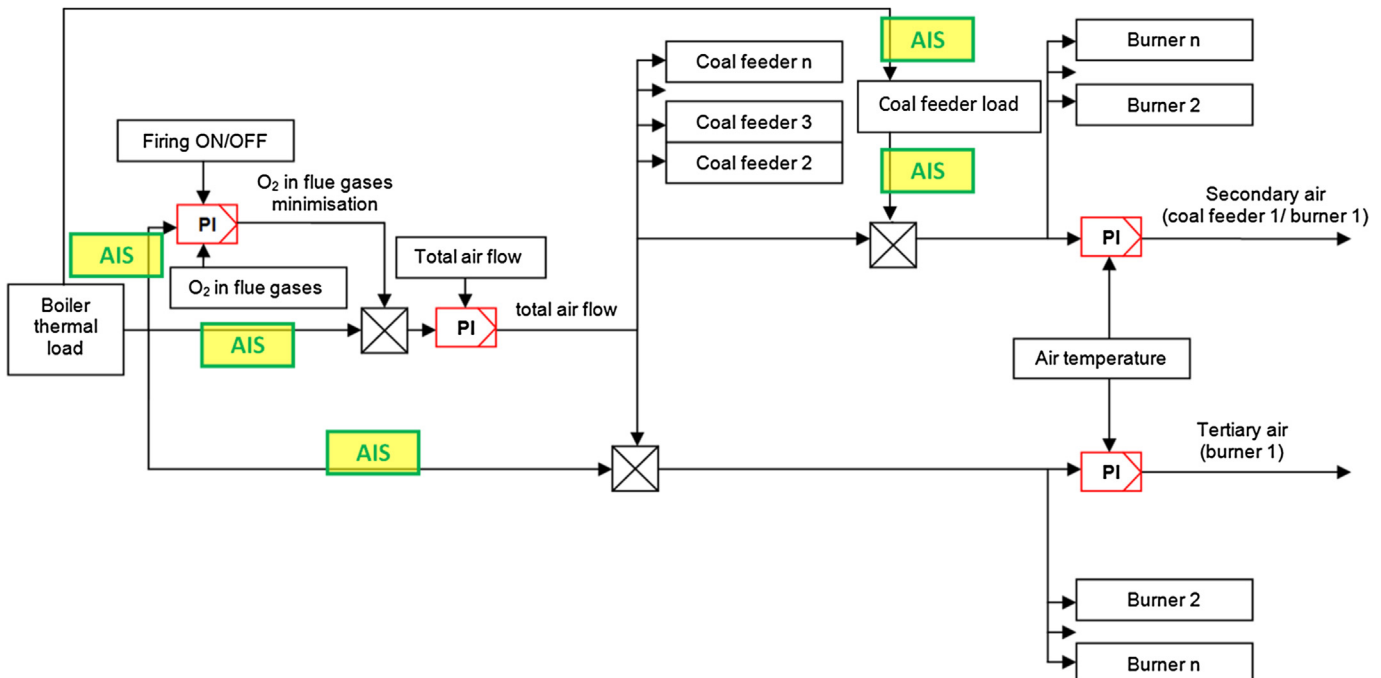 AIS
Burner n
Coal feeder n
Coal feeder load
Burner 2
Coal feeder 3
Firing ON/OFF
Coal feeder 2
AIS
O₂ in flue gases
minimisation
Secondary air
(coal feeder 1/ burner 1)
PI
PI
AIS
Total air flow
O₂ in flue gases
Boiler
thermal
load
total air flow
PI
AIS
Air temperature
Tertiary air
(burner 1)
AIS
PI
Burner 2
Burner n